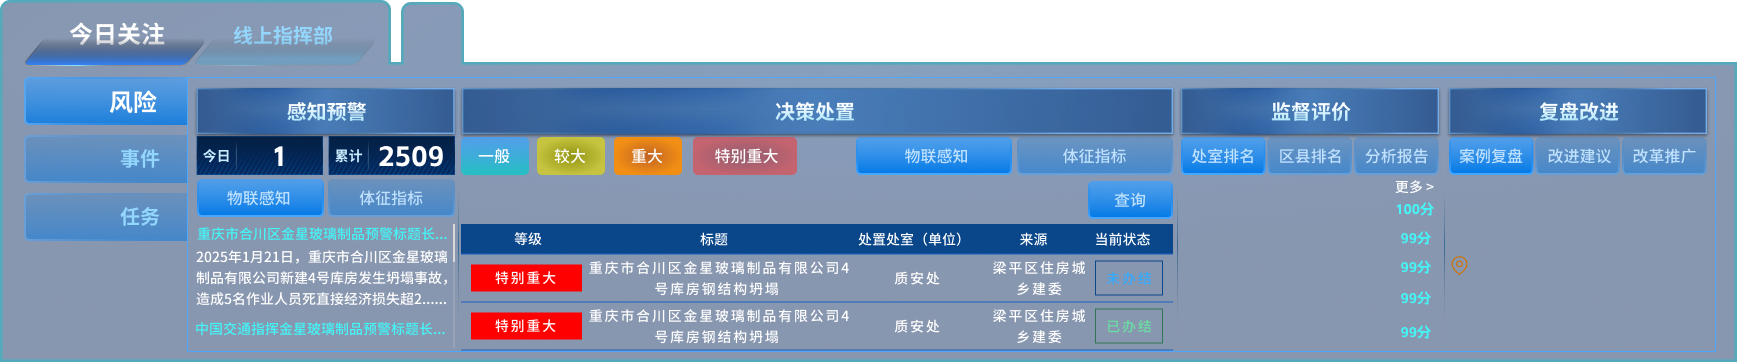 今日关注
线上指挥部
风险
事件
任务
感知预警
今日 1
累计 2509
物联感知
体征指标
重庆市合川区金星玻璃制品预警标题长...
2025年1月21日，重庆市合川区金星玻璃
制品有限公司新建4号库房发生坍塌事故，
造成5名作业人员死直接经济损失超2......
中国交通指挥金星玻璃制品预警标题长...
决策处置
一般
较大
重大
特别重大
物联感知
体征指标
查询
等级 标题 处置处室（单位） 来源 当前状态
特别重大
重庆市合川区金星玻璃制品有限公司4
号库房钢结构坍塌
质安处
梁平区住房城
乡建委
未办结
特别重大
重庆市合川区金星玻璃制品有限公司4
号库房钢结构坍塌
质安处
梁平区住房城
乡建委
已办结
监督评价
处室排名
区县排名
分析报告
更多 >
100分
99分
99分
99分
99分
复盘改进
案例复盘
改进建议
改革推广